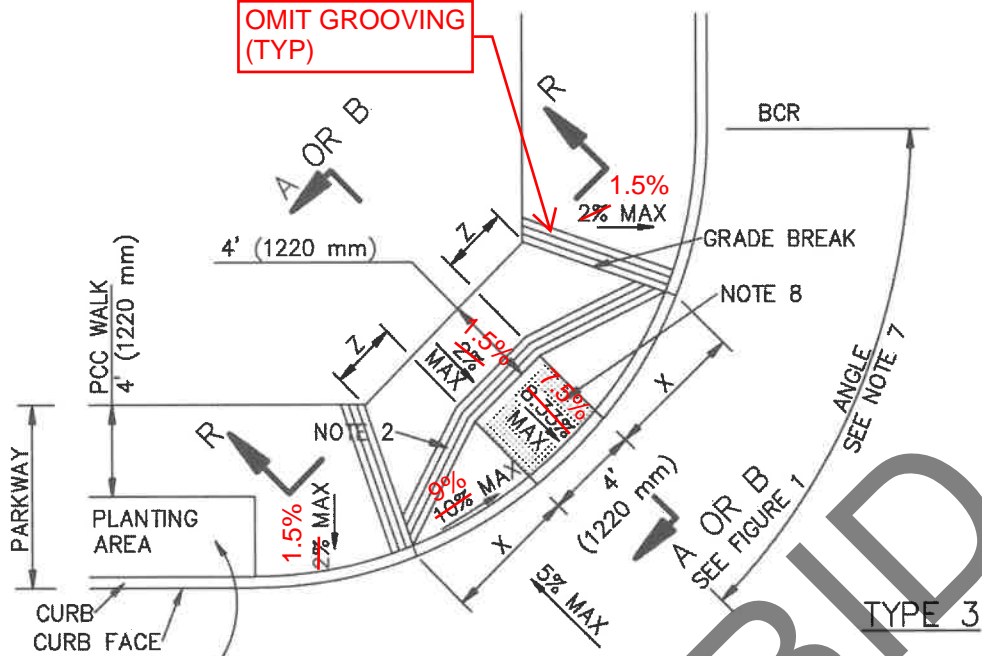 OMIT GROOVING
(TYP)
R
BCR
A OR B
1.5%
2% MAX
4' (1220 mm)
Z
GRADE BREAK
NOTE 8
PCC WALK
4' (1220 mm)
Z
1.5%
2%
MAX
7.5%
8.33%
MAX
X
ANGLE
SEE NOTE 7
PARKWAY
R
NOTE 2
9%
10% MAX
4'
(1220 mm)
A OR B
SEE FIGURE 1
PLANTING
AREA
1.5%
2% MAX
X
5% MAX
CURB
CURB FACE
TYPE 3
BID